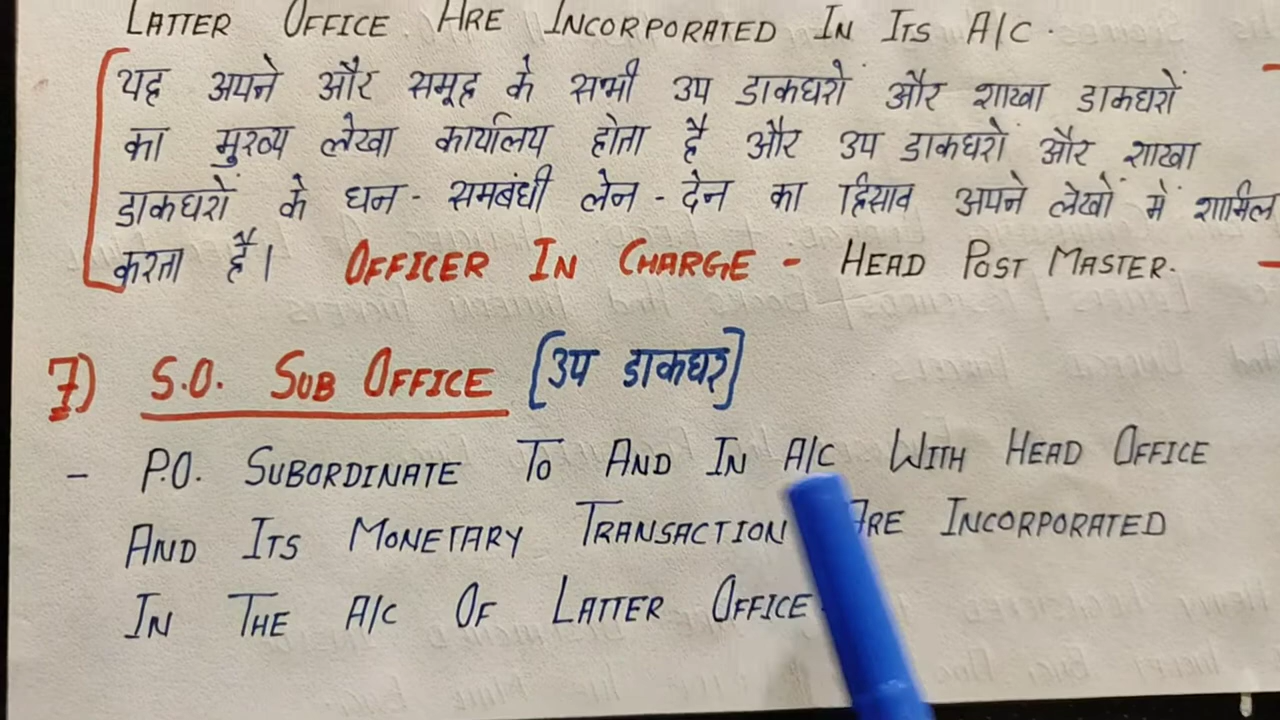 LATTER OFFICE ARE INCORPORATED IN ITS A/C.
यह अपने और समूह के सभी उप डाकघरों और शाखा डाकघरों
का मुख्य लेखा कार्यालय होता है और उप डाकघरों और शाखा
डाकघरों के धन - समबंधी लेन - देन का हिसाब अपने लेखों में शामिल
करता है। OFFICER IN CHARGE - HEAD POST MASTER.
7) S.O. SUB OFFICE [उप डाकघर]
- P.O. SUBORDINATE TO AND IN A/C WITH HEAD OFFICE
AND ITS MONETARY TRANSACTION ARE INCORPORATED
IN THE A/C OF LATTER OFFICE.